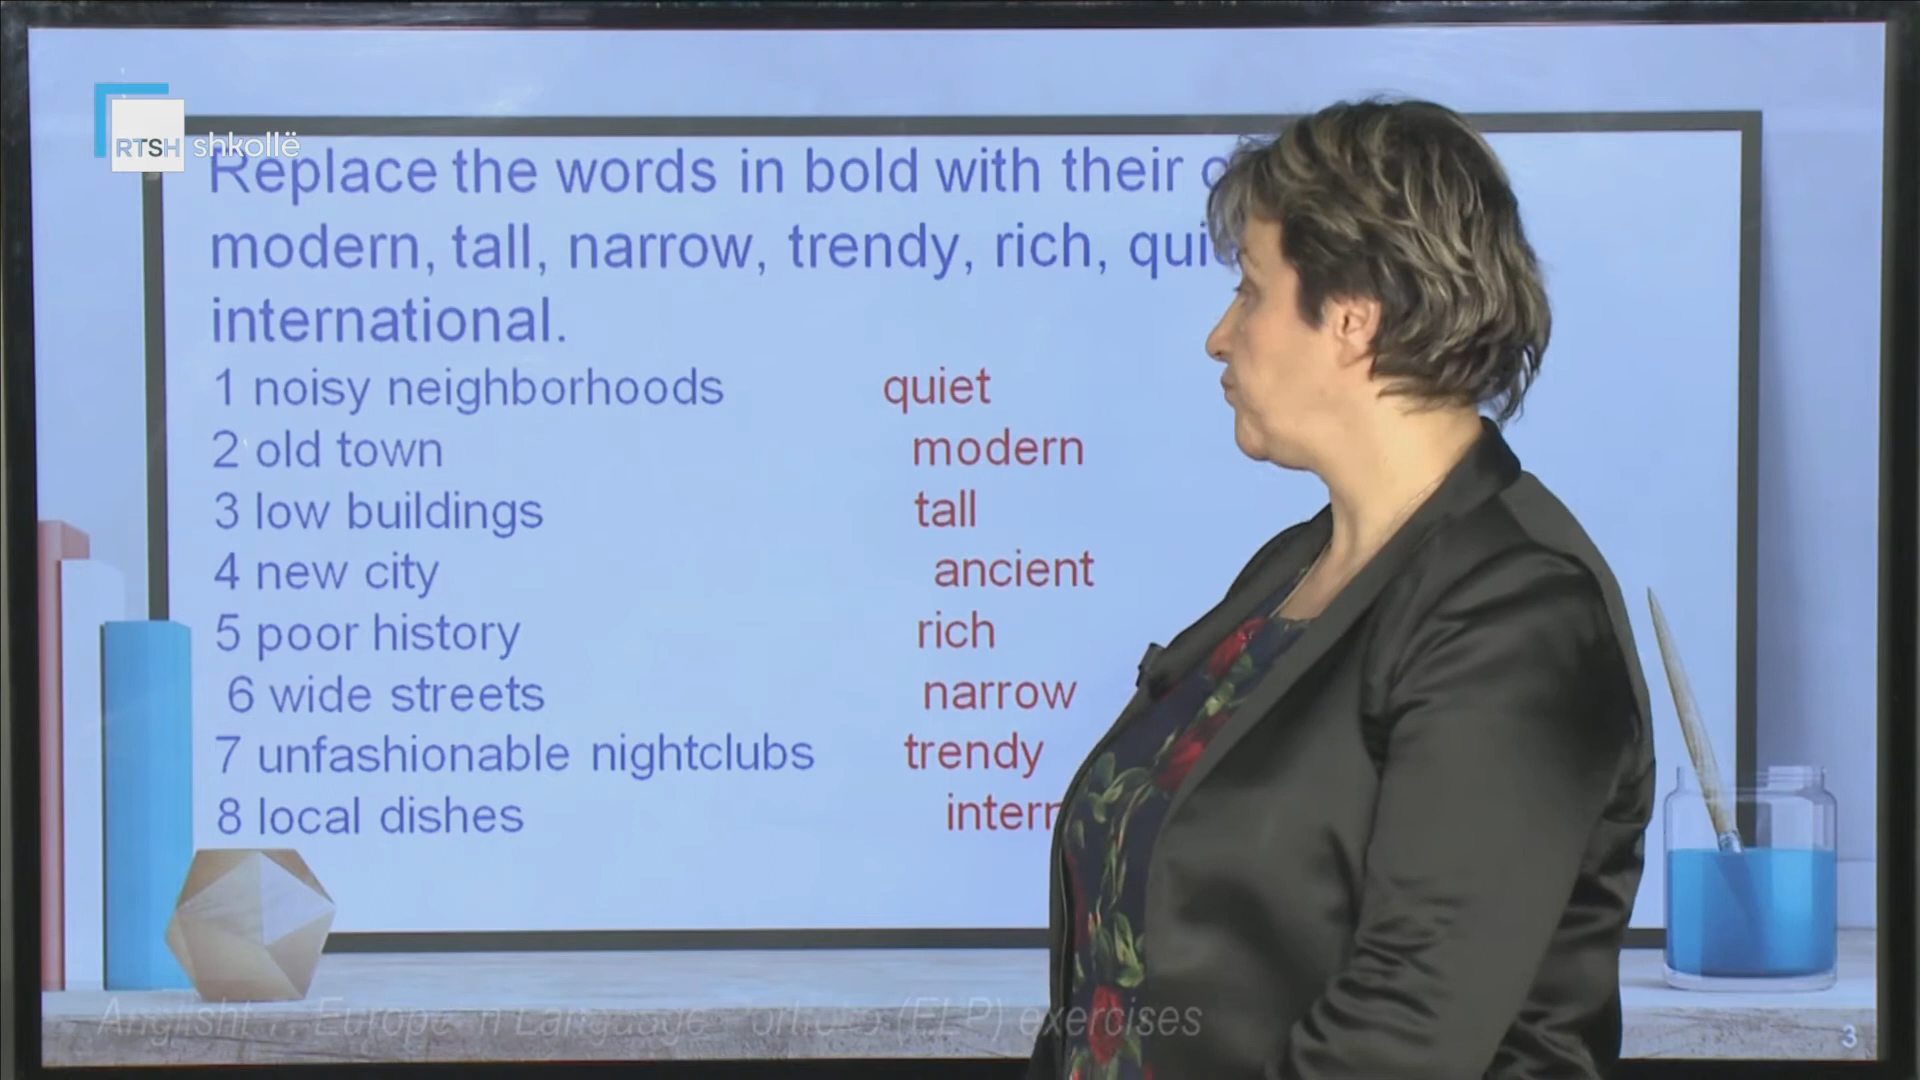 RTSH shkollë
Replace the words in bold with their
modern, tall, narrow, trendy, rich,
international.
1 noisy neighborhoods quiet
2 old town modern
3 low buildings tall
4 new city ancient
5 poor history rich
6 wide streets narrow
7 unfashionable nightclubs trendy
8 local dishes
(ELP) exercises
3